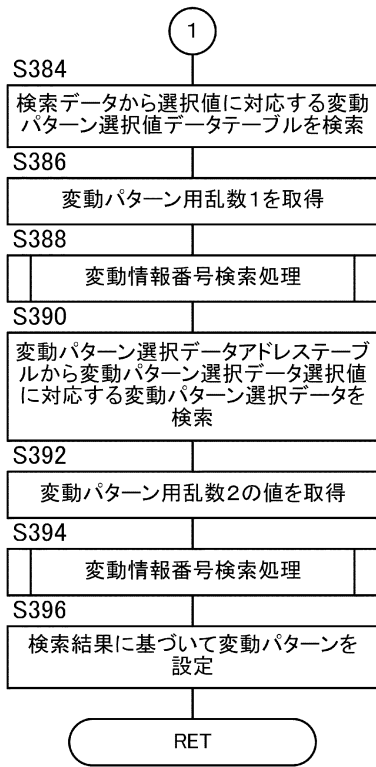 1
S384
検索データから選択値に対応する変動
パターン選択値データテーブルを検索
S386
変動パターン用乱数1を取得
S388
変動情報番号検索処理
S390
変動パターン選択データアドレステーブ
ルから変動パターン選択データ選択値
に対応する変動パターン選択データを
検索
S392
変動パターン用乱数2の値を取得
S394
変動情報番号検索処理
S396
検索結果に基づいて変動パターンを
設定
RET